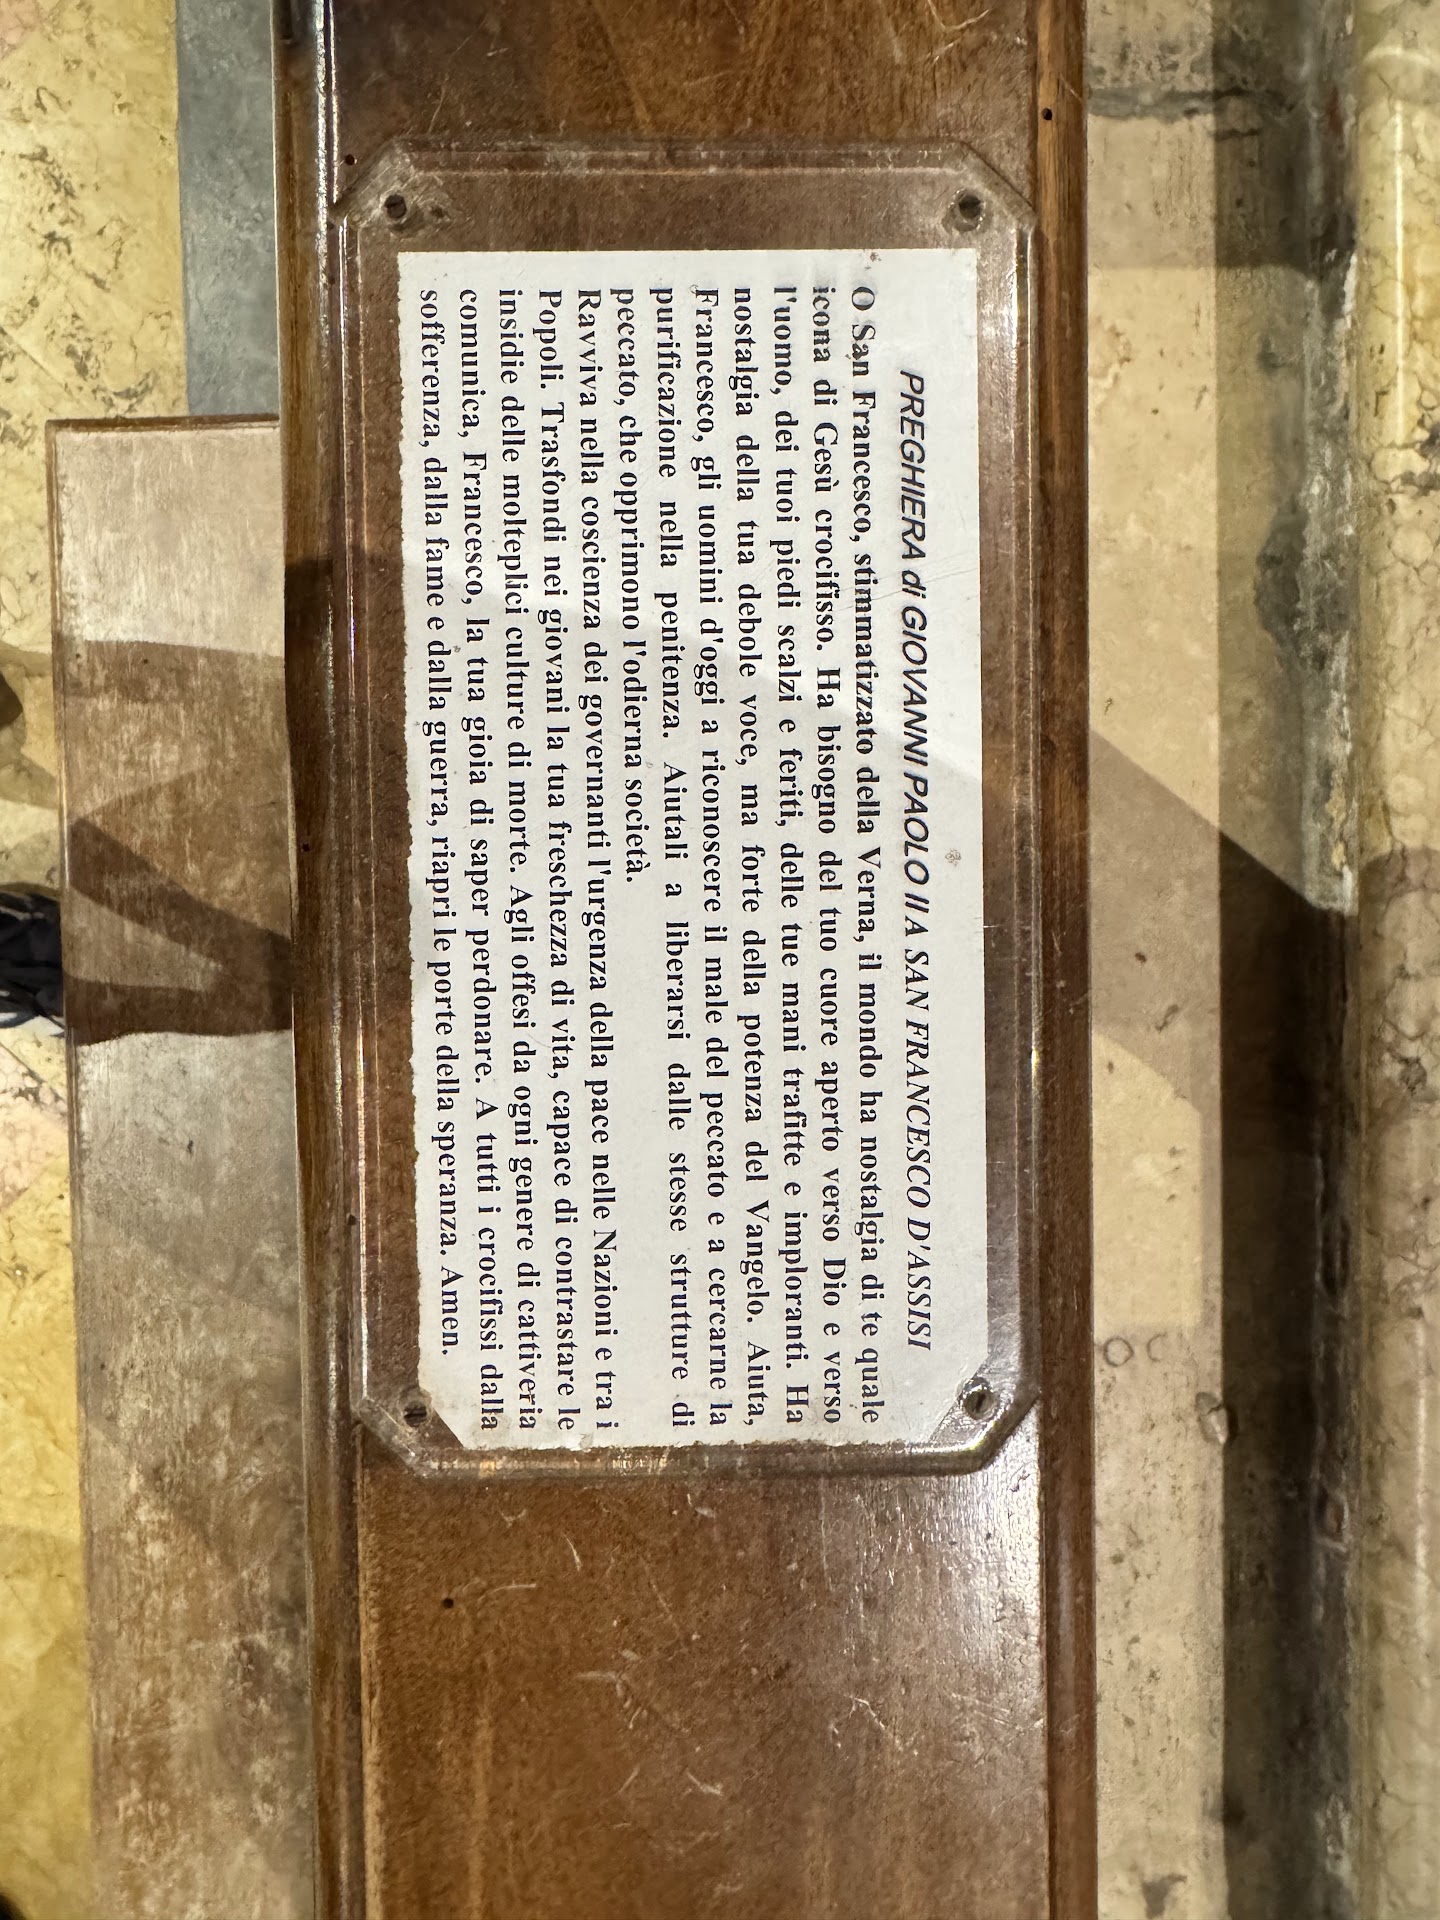 PREGHIERA di GIOVANNI PAOLO II A SAN FRANCESCO D'ASSISI
O San Francesco, stimmatizzato della Verna, il mondo ha nostalgia di te quale
icona di Gesù crocifisso. Ha bisogno del tuo cuore aperto verso Dio e verso
l'uomo, dei tuoi piedi scalzi e feriti, delle tue mani trafitte e imploranti. Ha
nostalgia della tua debole voce, ma forte della potenza del Vangelo. Aiuta,
Francesco, gli uomini d'oggi a riconoscere il male del peccato e a cercarne la
purificazione nella penitenza. Aiutali a liberarsi dalle stesse strutture di
peccato, che opprimono l'odierna società.
Ravviva nella coscienza dei governanti l'urgenza della pace nelle Nazioni e tra i
Popoli. Trasfondi nei giovani la tua freschezza di vita, capace di contrastare le
insidie delle molteplici culture di morte. Agli offesi da ogni genere di cattiveria
comunica, Francesco, la tua gioia di saper perdonare. A tutti i crocifissi dalla
sofferenza, dalla fame e dalla guerra, riapri le porte della speranza. Amen.